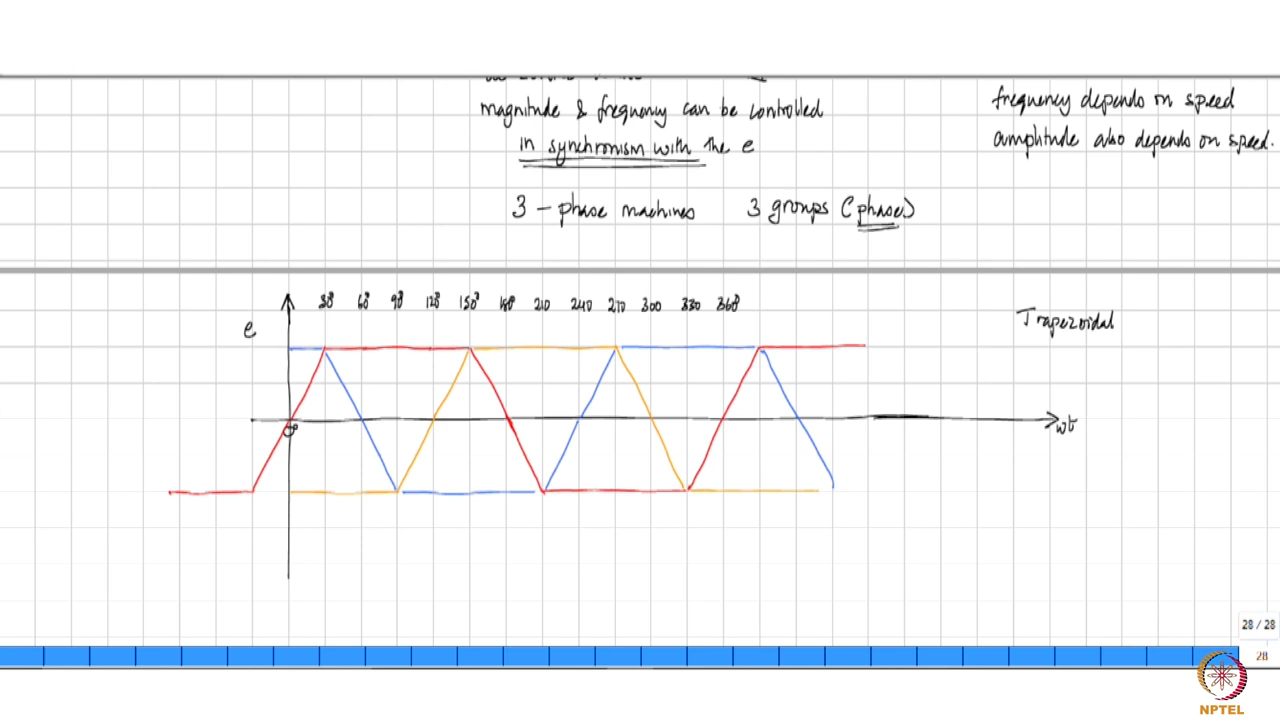 magnitude & frequency can be controlled
in synchronism with the e
3 - phase machines 3 groups (phase)
frequency depends on speed
amplitude also depends on speed.
30° 60° 90° 120 150° 180 210 240 270 300 330 360
e
Trapezoidal
0
ωt
28 / 28
28
NPTEL